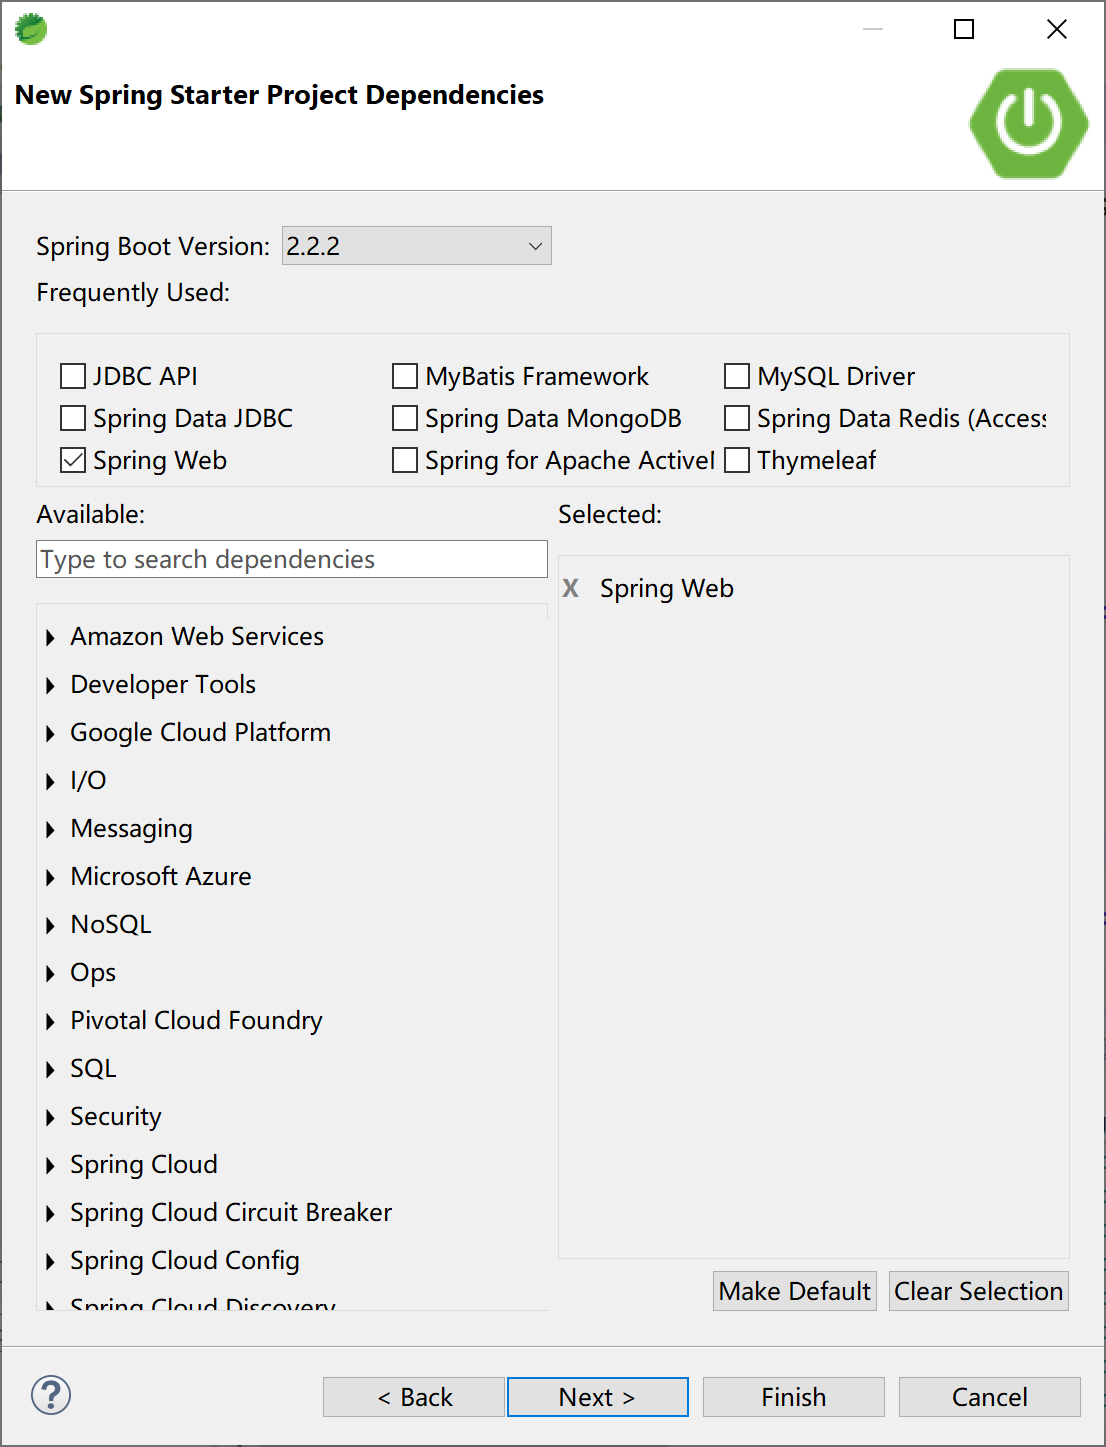 New Spring Starter Project Dependencies
Spring Boot Version: 2.2.2
Frequently Used:
JDBC API MyBatis Framework MySQL Driver
Spring Data JDBC Spring Data MongoDB Spring Data Redis (Access
Spring Web Spring for Apache Active Thymeleaf
Available: Selected:
Type to search dependencies
X Spring Web
Amazon Web Services
Developer Tools
Google Cloud Platform
I/O
Messaging
Microsoft Azure
NoSQL
Ops
Pivotal Cloud Foundry
SQL
Security
Spring Cloud
Spring Cloud Circuit Breaker
Spring Cloud Config
Spring Cloud Discovery
Make Default Clear Selection
? < Back Next > Finish Cancel